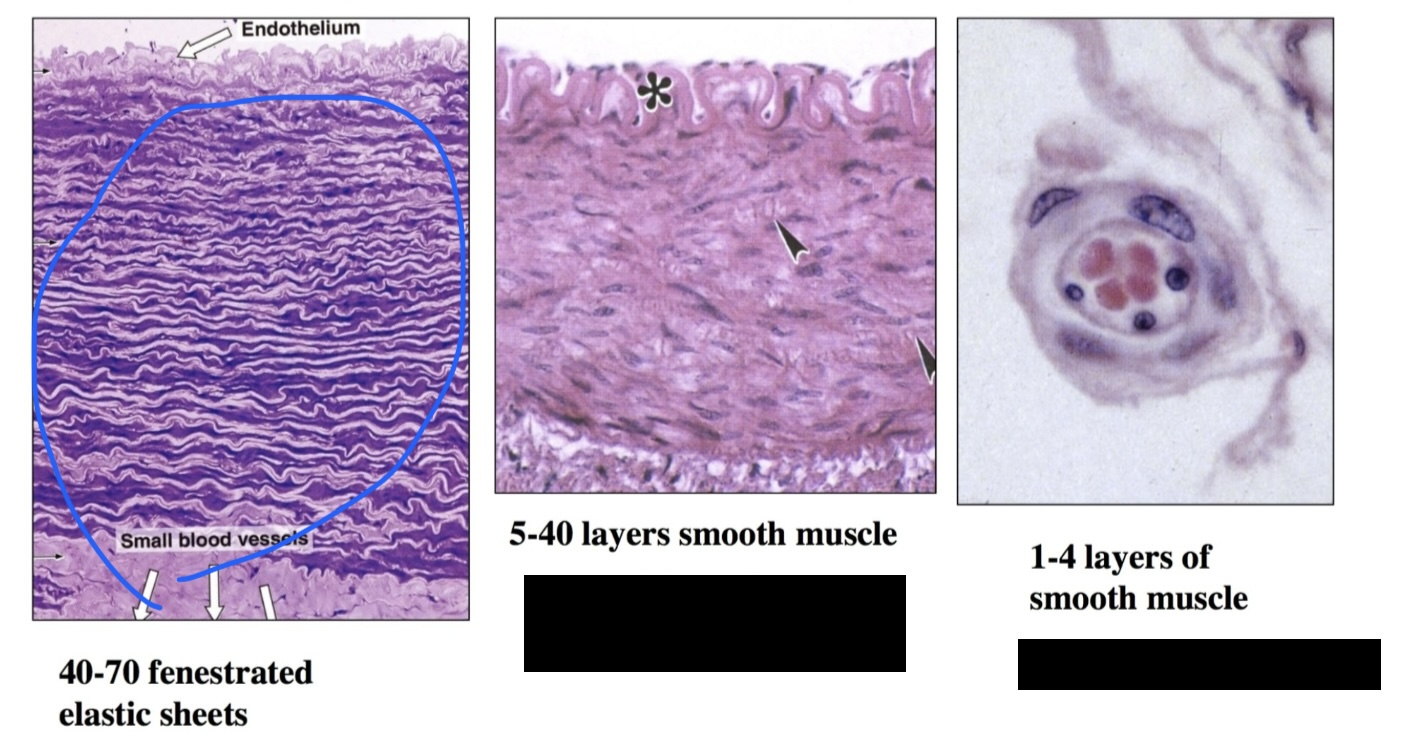 Endothelium
Small blood vessels
40-70 fenestrated
elastic sheets
5-40 layers smooth muscle
1-4 layers of
smooth muscle